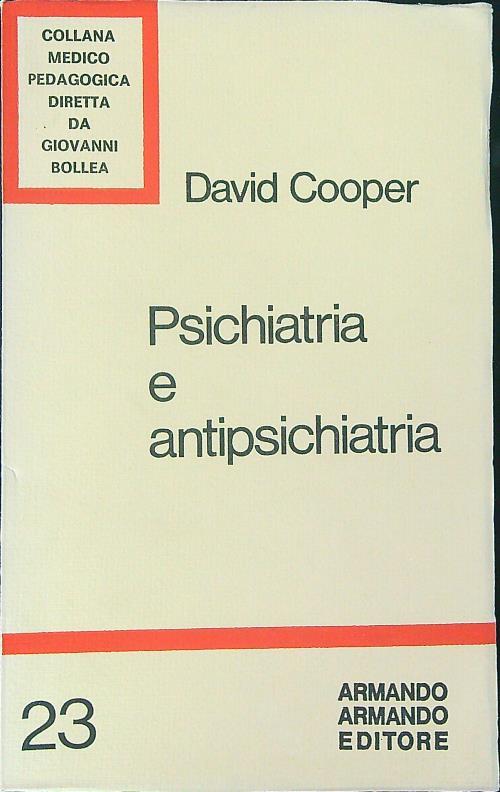 COLLANA
MEDICO
PEDAGOGICA
DIRETTA
DA
GIOVANNI
BOLLEA
David Cooper
Psichiatria
e
antipsichiatria
23
ARMANDO
ARMANDO
EDITORE